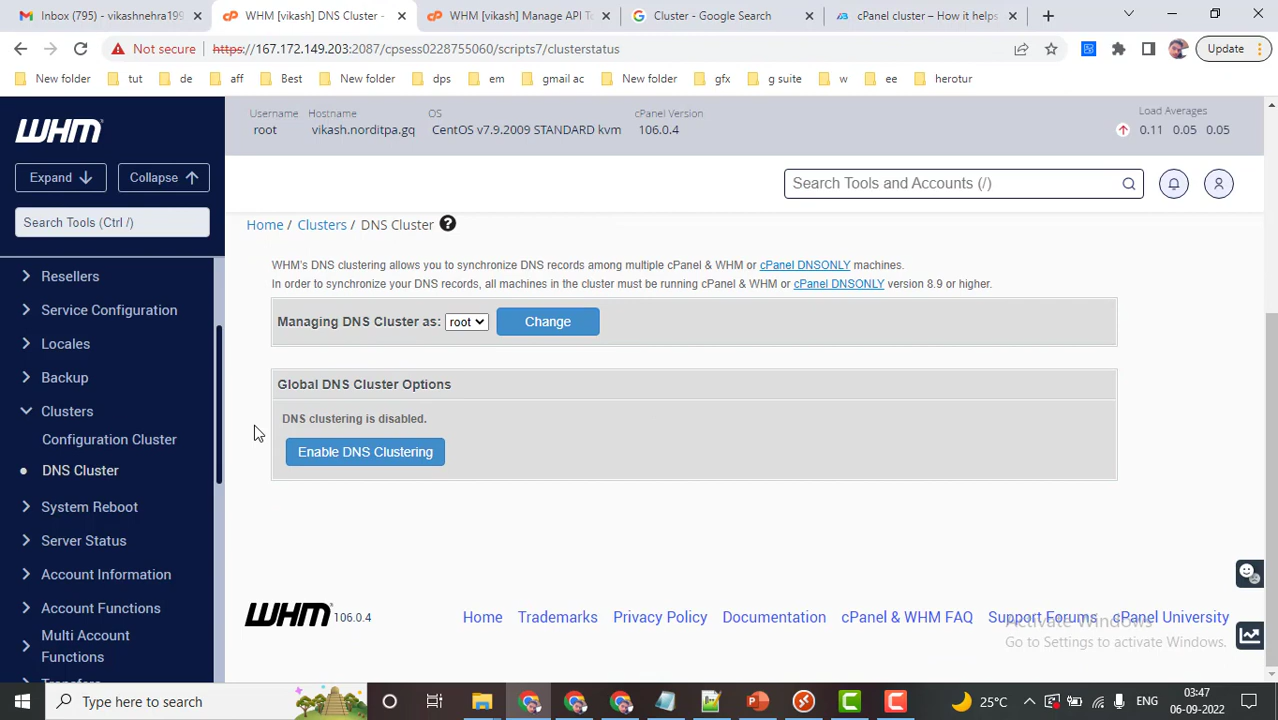 Inbox (795) - vikashnehra199
WHM [vikash] DNS Cluster -
WHM [vikash] Manage API T
Cluster - Google Search
cPanel cluster – How it helps
Not secure
https://167.172.149.203:2087/cpsess0228755060/scripts7/clusterstatus
Update
New folder
tut
de
aff
Best
New folder
dps
em
gmail ac
New folder
gfx
g suite
w
ee
herotur
WHM
Username
root
Hostname
vikash.norditpa.gq
OS
CentOS v7.9.2009 STANDARD kvm
cPanel Version
106.0.4
Load Averages
0.11 0.05 0.05
Expand
Collapse
Search Tools (Ctrl /)
Search Tools and Accounts (/)
Resellers
Service Configuration
Locales
Backup
Clusters
Configuration Cluster
DNS Cluster
System Reboot
Server Status
Account Information
Account Functions
Multi Account
Functions
Transfers
Home / Clusters / DNS Cluster
WHM's DNS clustering allows you to synchronize DNS records among multiple cPanel & WHM or cPanel DNSONLY machines.
In order to synchronize your DNS records, all machines in the cluster must be running cPanel & WHM or cPanel DNSONLY version 8.9 or higher.
Managing DNS Cluster as: root Change
Global DNS Cluster Options
DNS clustering is disabled.
Enable DNS Clustering
WHM 106.0.4
Home
Trademarks
Privacy Policy
Documentation
cPanel & WHM FAQ
Support Forums
cPanel University
Activate Windows
Go to Settings to activate Windows.
Type here to search
25°C
ENG
03:47
06-09-2022